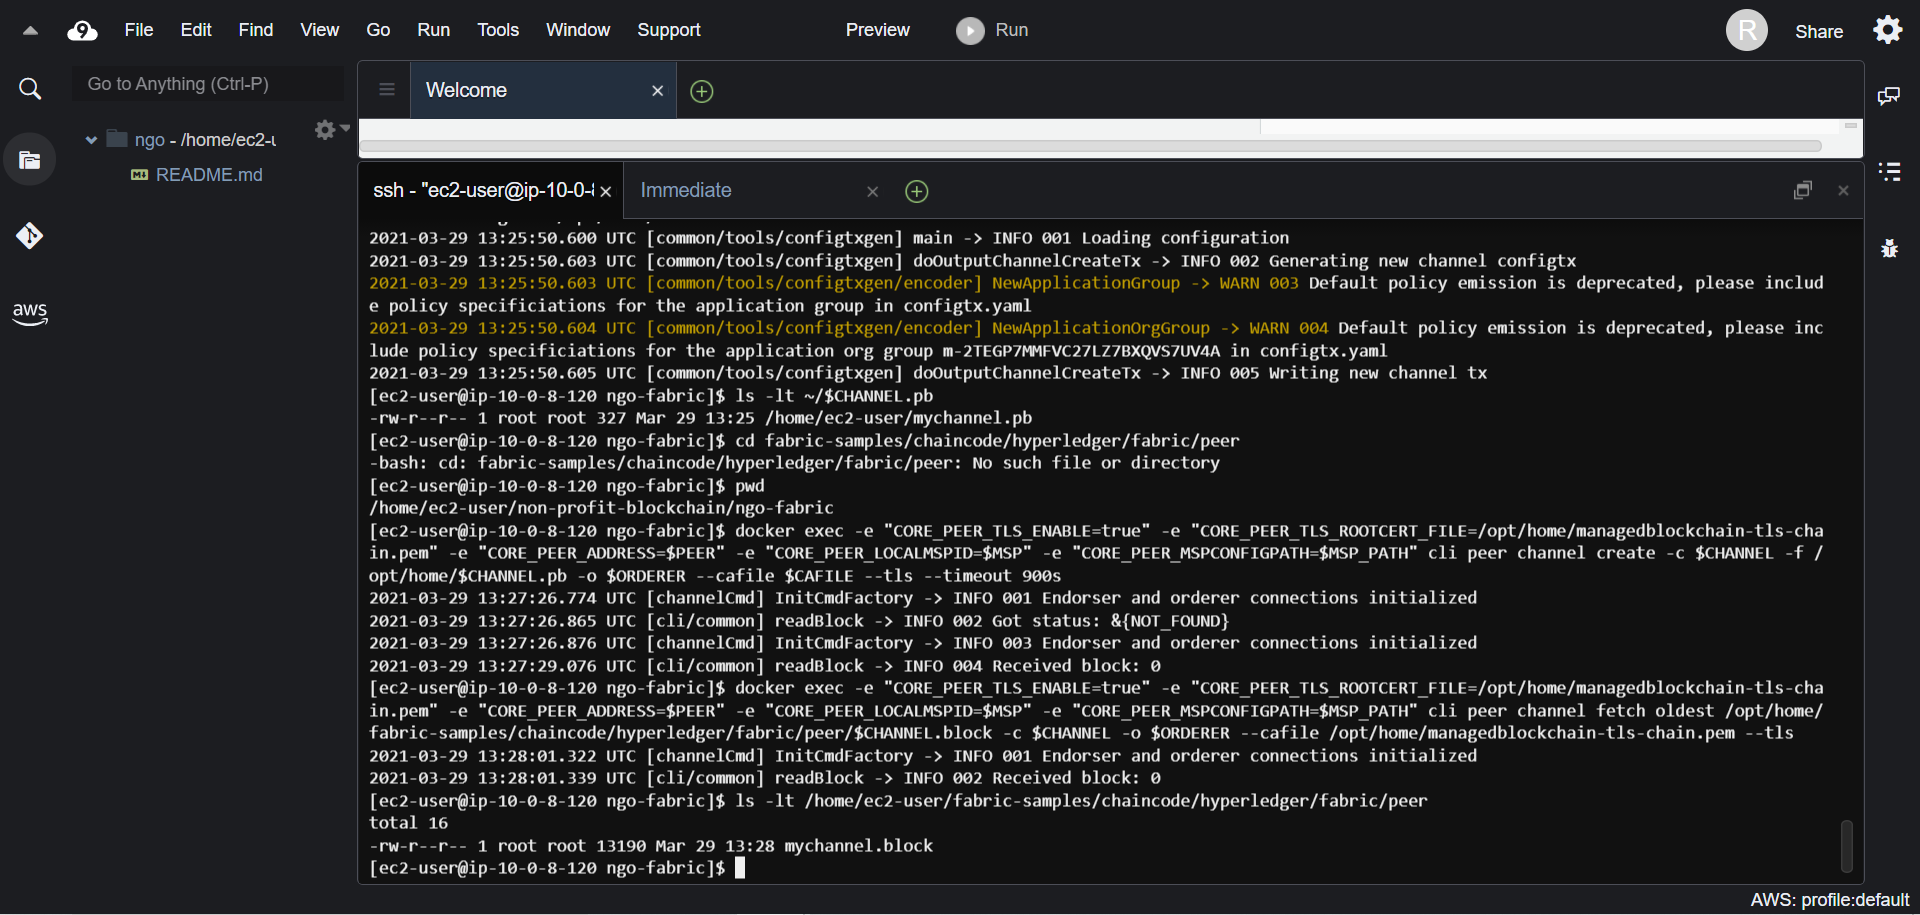 9 File Edit Find View Go Run Tools Window Support Preview Run R Share
Go to Anything (Ctrl-P)
Welcome
ngo - /home/ec2-u
README.md
aws
ssh - "ec2-user@ip-10-0-8
Immediate
2021-03-29 13:25:50.600 UTC [common/tools/configtxgen] main -> INFO 001 Loading configuration
2021-03-29 13:25:50.603 UTC [common/tools/configtxgen] doOutputChannelCreateTx -> INFO 002 Generating new channel configtx
2021-03-29 13:25:50.603 UTC [common/tools/configtxgen/encoder] NewApplicationGroup -> WARN 003 Default policy emission is deprecated, please includ
e policy specificiations for the application group in configtx.yaml
2021-03-29 13:25:50.604 UTC [common/tools/configtxgen/encoder] NewApplicationOrgGroup -> WARN 004 Default policy emission is deprecated, please inc
lude policy specificiations for the application org group m-2TEGP7MMFVC27LZ7BXQVS7UV4A in configtx.yaml
2021-03-29 13:25:50.605 UTC [common/tools/configtxgen] doOutputChannelCreateTx -> INFO 005 Writing new channel tx
[ec2-user@ip-10-0-8-120 ngo-fabric]$ ls -lt ~/$CHANNEL.pb
-rw-r--r-- 1 root root 327 Mar 29 13:25 /home/ec2-user/mychannel.pb
[ec2-user@ip-10-0-8-120 ngo-fabric]$ cd fabric-samples/chaincode/hyperledger/fabric/peer
-bash: cd: fabric-samples/chaincode/hyperledger/fabric/peer: No such file or directory
[ec2-user@ip-10-0-8-120 ngo-fabric]$ pwd
/home/ec2-user/non-profit-blockchain/ngo-fabric
[ec2-user@ip-10-0-8-120 ngo-fabric]$ docker exec -e "CORE_PEER_TLS_ENABLE=true" -e "CORE_PEER_TLS_ROOTCERT_FILE=/opt/home/managedblockchain-tls-cha
in.pem" -e "CORE_PEER_ADDRESS=$PEER" -e "CORE_PEER_LOCALMSPID=$MSP" -e "CORE_PEER_MSPCONFIGPATH=$MSP_PATH" cli peer channel create -c $CHANNEL -f /
opt/home/$CHANNEL.pb -o $ORDERER --cafile $CAFILE --tls --timeout 900s
2021-03-29 13:27:26.774 UTC [channelCmd] InitCmdFactory -> INFO 001 Endorser and orderer connections initialized
2021-03-29 13:27:26.865 UTC [cli/common] readBlock -> INFO 002 Got status: &{NOT_FOUND}
2021-03-29 13:27:26.876 UTC [channelCmd] InitCmdFactory -> INFO 003 Endorser and orderer connections initialized
2021-03-29 13:27:29.076 UTC [cli/common] readBlock -> INFO 004 Received block: 0
[ec2-user@ip-10-0-8-120 ngo-fabric]$ docker exec -e "CORE_PEER_TLS_ENABLE=true" -e "CORE_PEER_TLS_ROOTCERT_FILE=/opt/home/managedblockchain-tls-cha
in.pem" -e "CORE_PEER_ADDRESS=$PEER" -e "CORE_PEER_LOCALMSPID=$MSP" -e "CORE_PEER_MSPCONFIGPATH=$MSP_PATH" cli peer channel fetch oldest /opt/home/
fabric-samples/chaincode/hyperledger/fabric/peer/$CHANNEL.block -c $CHANNEL -o $ORDERER --cafile /opt/home/managedblockchain-tls-chain.pem --tls
2021-03-29 13:28:01.322 UTC [channelCmd] InitCmdFactory -> INFO 001 Endorser and orderer connections initialized
2021-03-29 13:28:01.339 UTC [cli/common] readBlock -> INFO 002 Received block: 0
[ec2-user@ip-10-0-8-120 ngo-fabric]$ ls -lt /home/ec2-user/fabric-samples/chaincode/hyperledger/fabric/peer
total 16
-rw-r--r-- 1 root root 13190 Mar 29 13:28 mychannel.block
[ec2-user@ip-10-0-8-120 ngo-fabric]$
AWS: profile:default